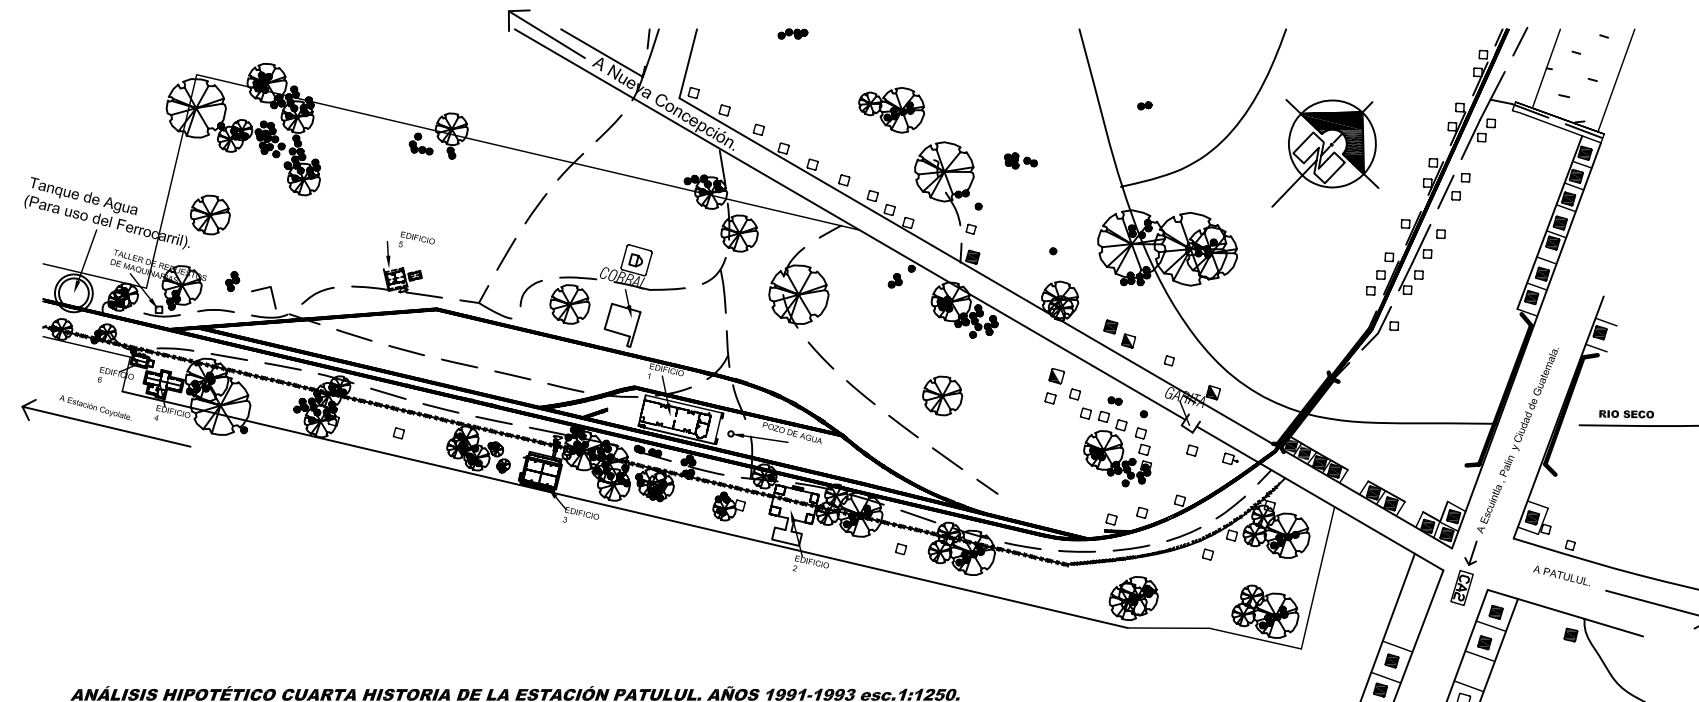 A Nueva Concepción.
Tanque de Agua
(Para uso del Ferrocarril).
TALLER DE REPUESTOS
DE MAQUINARIAS
EDIFICIO
5
CORRAL
EDIFICIO
6
EDIFICIO
4
A Estación Coyolate.
EDIFICIO
1
POZO DE AGUA
EDIFICIO
3
EDIFICIO
2
GARITA
RIO SECO
A Escuintla, Palín y Ciudad de Guatemala.
CA2
A PATULUL.
N
ANÁLISIS HIPOTÉTICO CUARTA HISTORIA DE LA ESTACIÓN PATULUL. AÑOS 1991-1993 esc.1:1250.